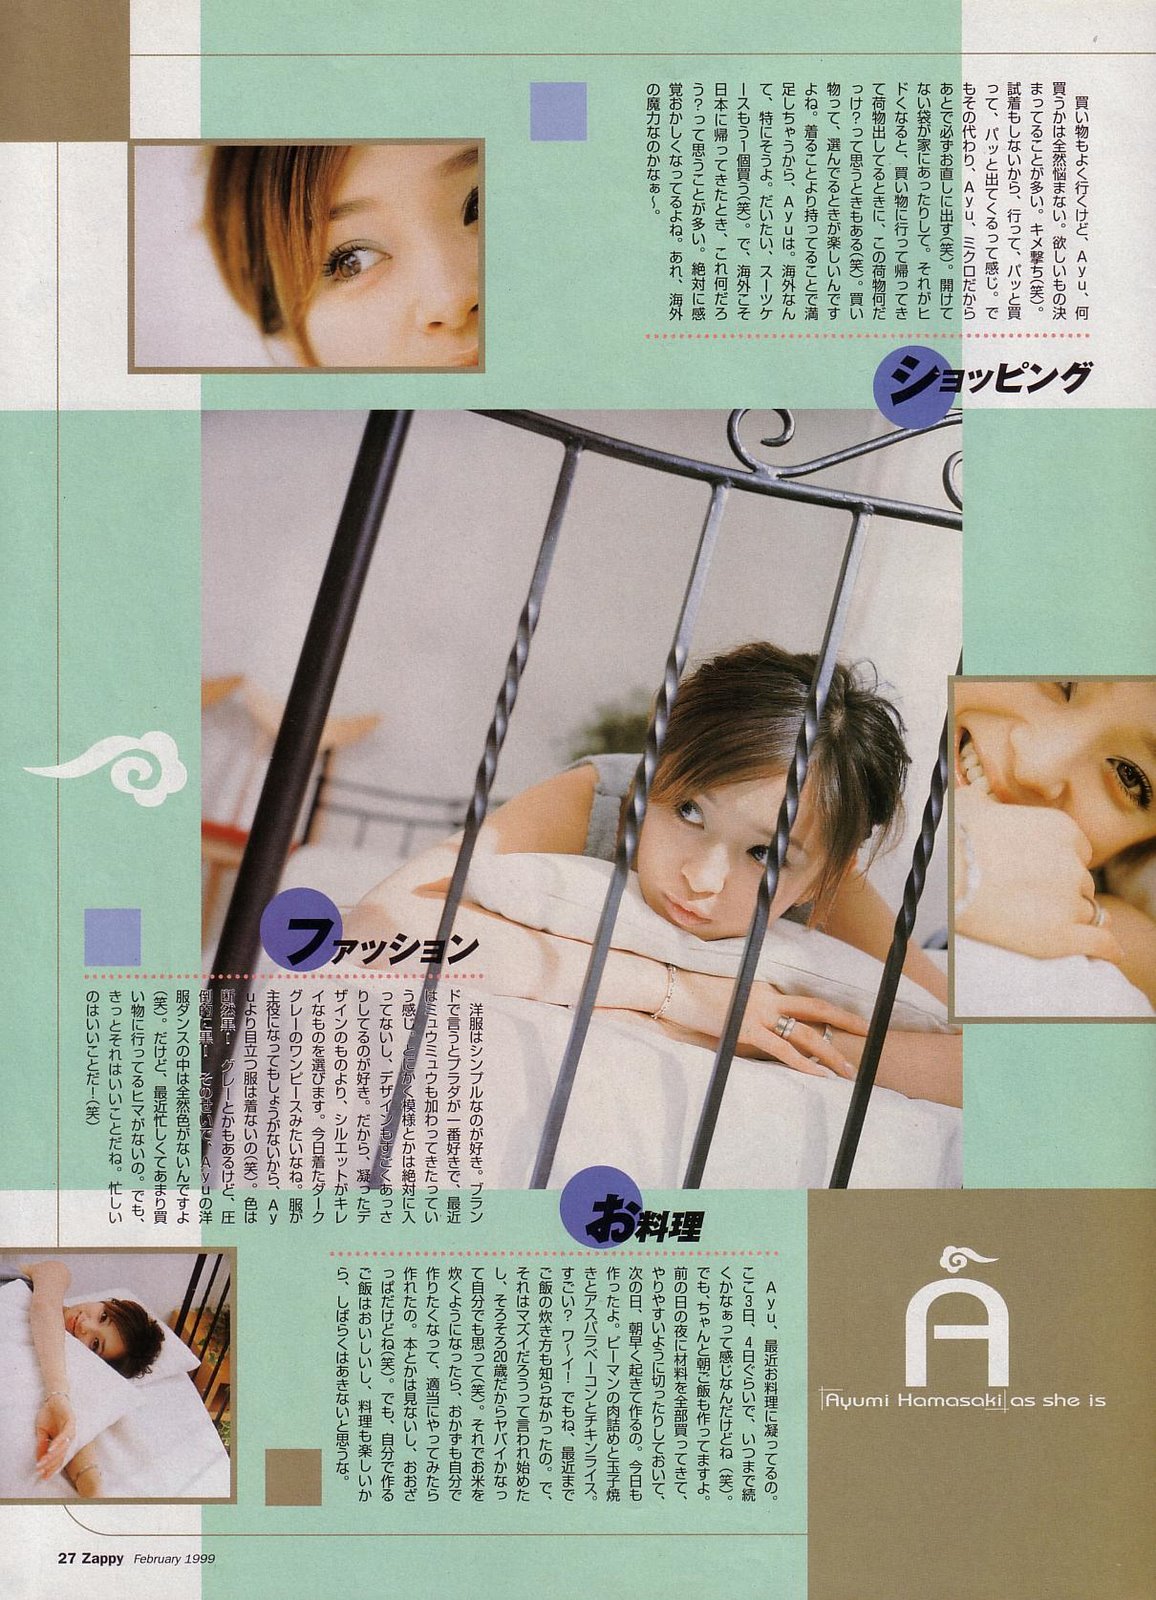 ショッピング
　買い物もよく行くけど、Ayu、何
買うかは全然悩まない。欲しいもの決
まってることが多い。キメ撃ち(笑)。
試着もしないから、行って、パッと買
って、パッと出てくるって感じ。で
もその代わり、Ayu、ミクロだから
あとで必ずお直しに出す(笑)。開けて
ない袋が家にあったりして。それがヒ
ドくなると、買い物に行って帰ってき
て荷物出してるときに、この荷物何だ
っけ?って思うときもある(笑)。買い
物って、選んでるときが楽しいんです
よね。着ることより持ってることで満
足しちゃうから、Ayuは。海外なん
て、特にそうよ。だいたい、スーツケ
ースもう1個買う(笑)。で、海外こそ
日本に帰ってきたとき、これ何だろ
う?って思うことが多い。絶対に感
覚おかしくなってるよね。あれ、海外
の魔力なのかなぁ〜。
ファッション
　洋服はシンプルなのが好き。ブラン
ドで言うとプラダが一番好きで、最近
はミュウミュウも加わってきたってい
う感じ。とにかく模様とかは絶対に入
ってないし、デザインもすごくあっさ
りしてるのが好き。だから、凝ったデ
ザインのものより、シルエットがキレ
イなものを選びます。今日着たダーク
グレーのワンピースみたいなね。服が
主役になってもしょうがないから、Ay
uより目立つ服は着ないの(笑)。色は
断然黒!　グレーとかもあるけど、圧
倒的に黒!　そのせいで、Ayuの洋
服ダンスの中は全然色がないんですよ
(笑)。だけど、最近忙しくてあまり買
い物に行ってるヒマがないの。でも、
きっとそれはいいことだね。忙しい
のはいいことだ!(笑)
お料理
　Ayu、最近お料理に凝ってるの。
ここ3日、4日ぐらいで、いつまで続
くかなぁって感じなんだけどね(笑)。
でも、ちゃんと朝ご飯も作ってますよ。
前の日の夜に材料を全部買ってきて、
やりやすいように切ったりしておいて、
次の日、朝早く起きて作るの。今日も
作ったよ。ピーマンの肉詰めと玉子焼
きとアスパラベーコンとチキンライス。
すごい?　ワ〜イ!　でもね、最近まで
ご飯の炊き方も知らなかったの。で、
それはマズイだろうって言われ始めた
し、そろそろ20歳だからヤバイかなっ
て自分でも思って(笑)。それでお米を
炊くようになったら、おかずも自分で
作りたくなって、適当にやってみたら
作れたの。本とかは見ないし、おおざ
っぱだけどね(笑)。でも、自分で作る
ご飯はおいしいし、料理も楽しいか
ら、しばらくはあきないと思うな。
A
Ayumi Hamasaki as she is
27 Zappy February 1999